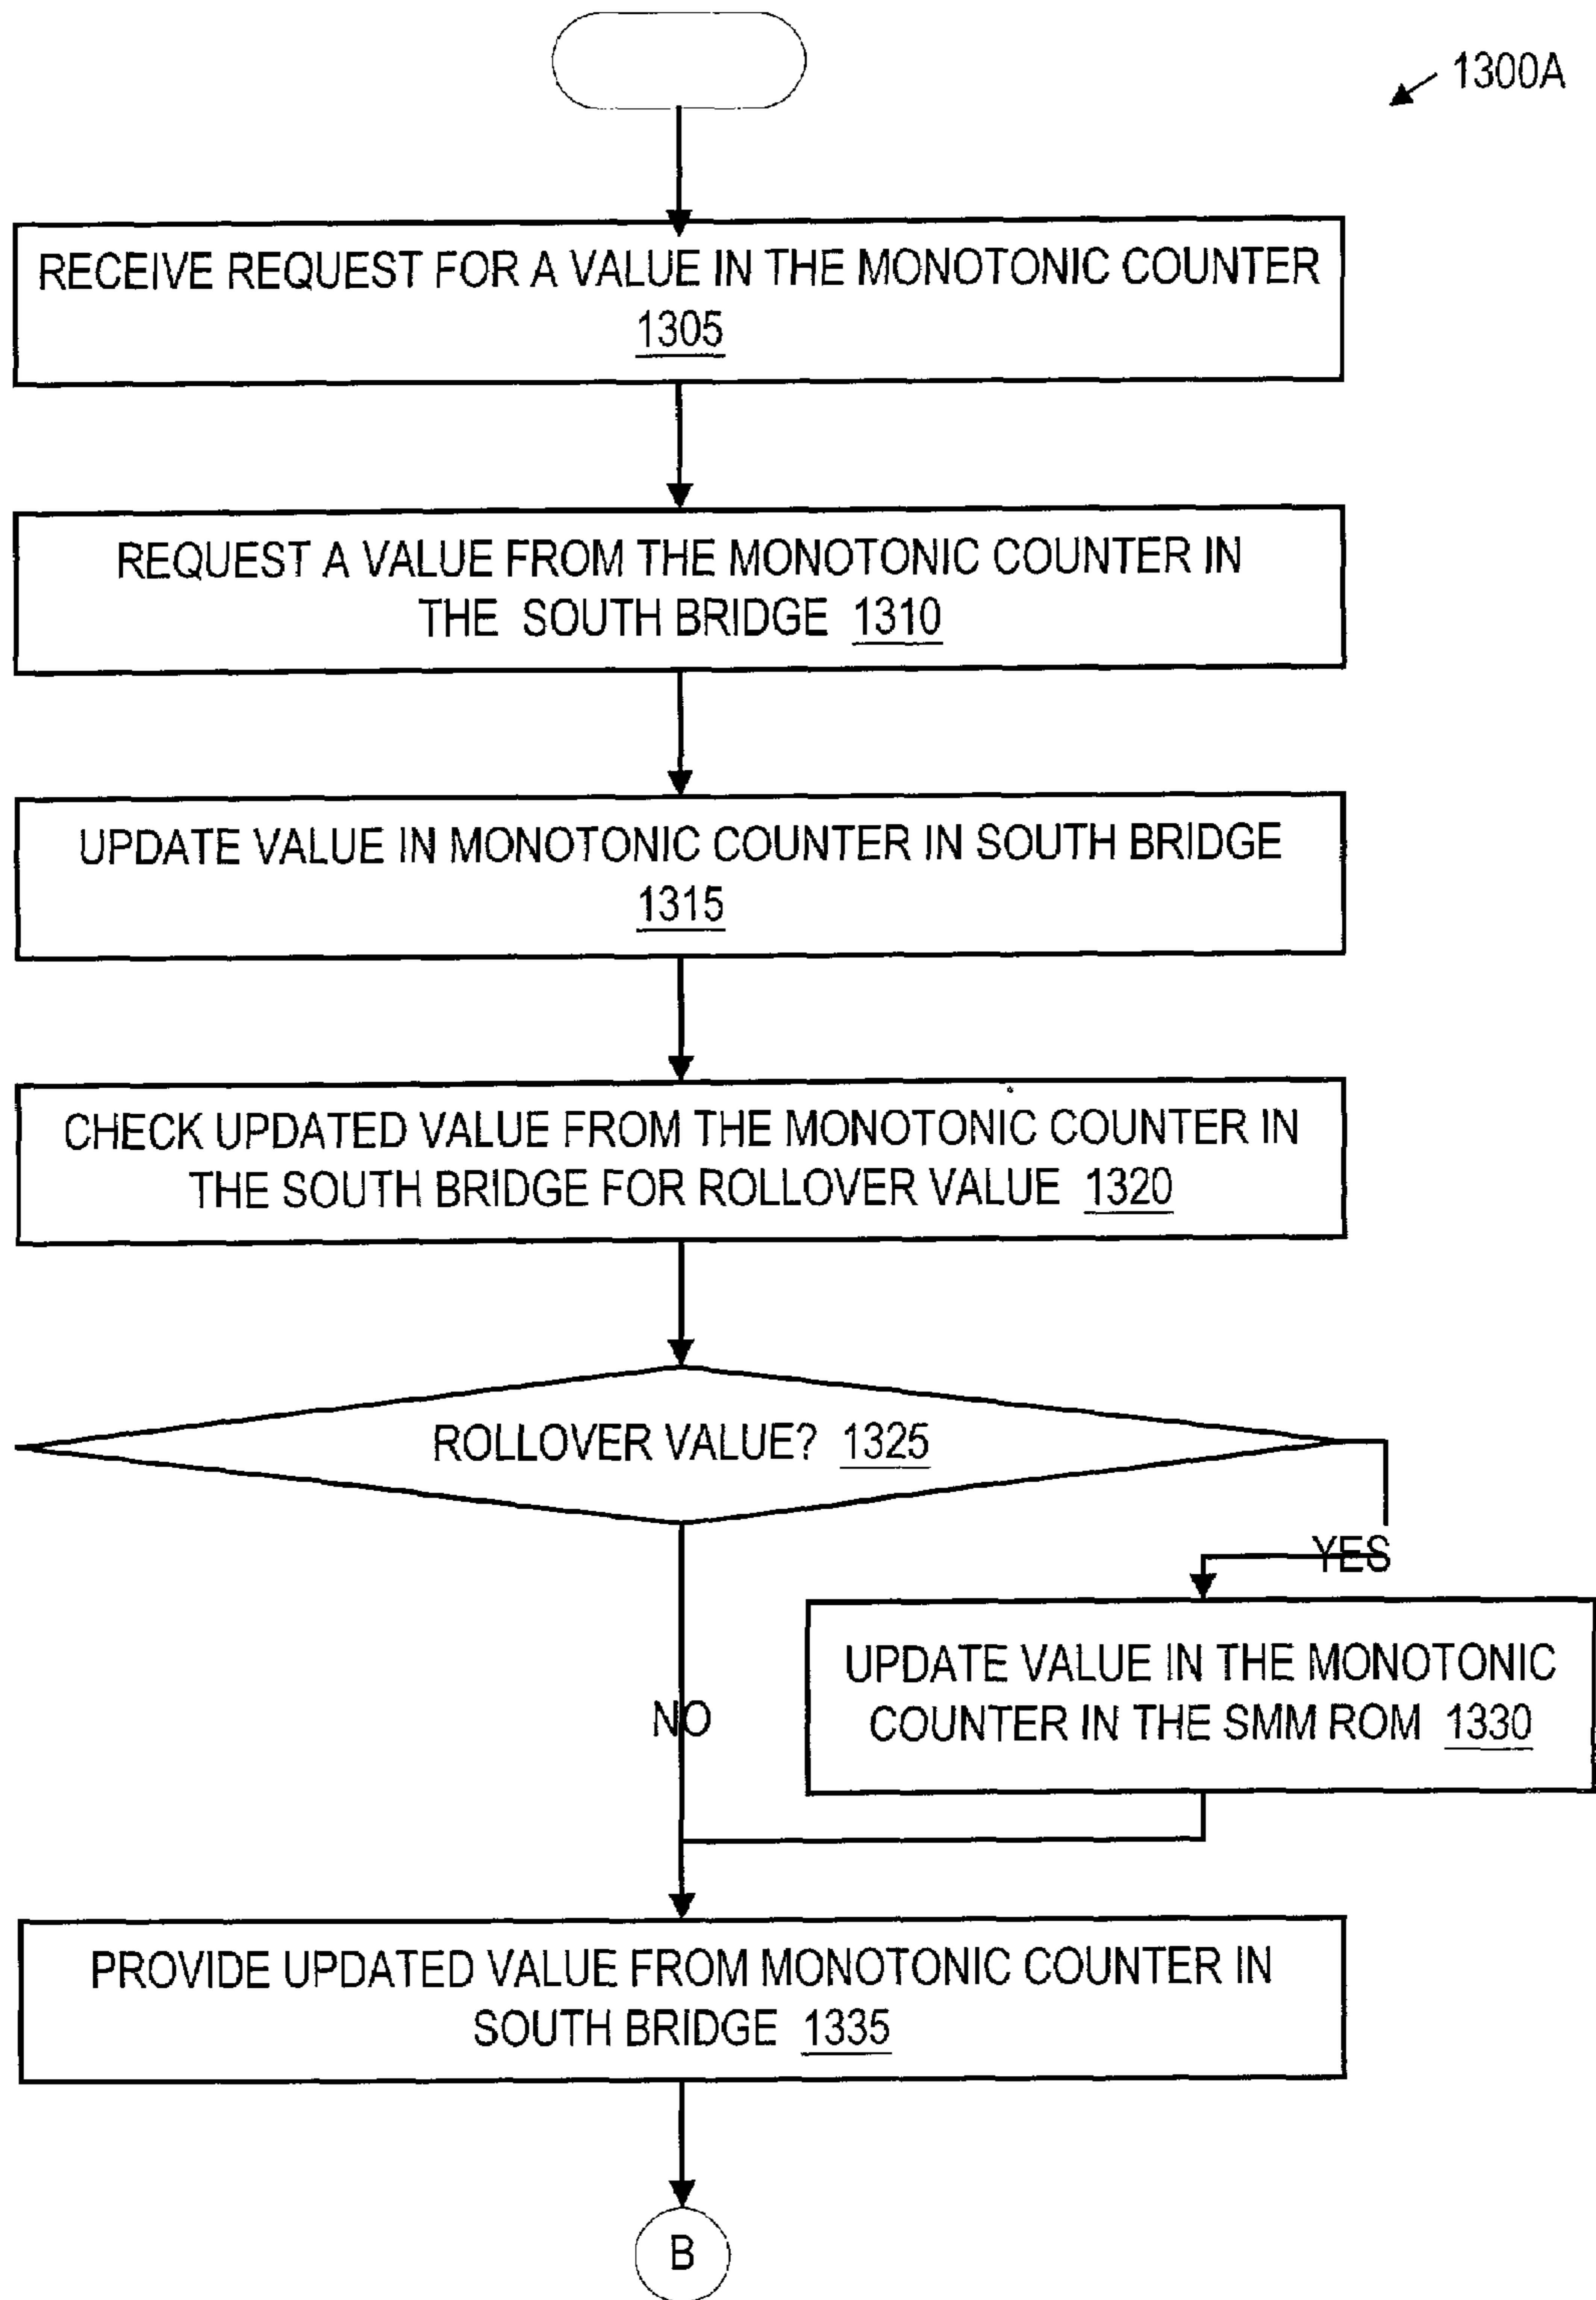 1300A
RECEIVE REQUEST FOR A VALUE IN THE MONOTONIC COUNTER
1305
REQUEST A VALUE FROM THE MONOTONIC COUNTER IN
THE SOUTH BRIDGE 1310
UPDATE VALUE IN MONOTONIC COUNTER IN SOUTH BRIDGE
1315
CHECK UPDATED VALUE FROM THE MONOTONIC COUNTER IN
THE SOUTH BRIDGE FOR ROLLOVER VALUE 1320
ROLLOVER VALUE? 1325
YES
UPDATE VALUE IN THE MONOTONIC
COUNTER IN THE SMM ROM 1330
NO
PROVIDE UPDATED VALUE FROM MONOTONIC COUNTER IN
SOUTH BRIDGE 1335
B